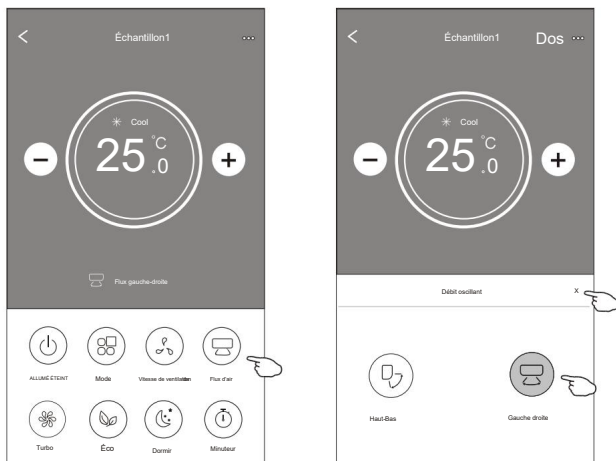 Échantillon1
Cool
25.0 °C
Flux gauche-droite
ALLUMÉ ÉTEINT
Mode
Vitesse de ventilation
Flux d'air
Turbo
Éco
Dormir
Minuteur
Échantillon1
Dos
Cool
25.0 °C
Débit oscillant
x
Haut-Bas
Gauche droite